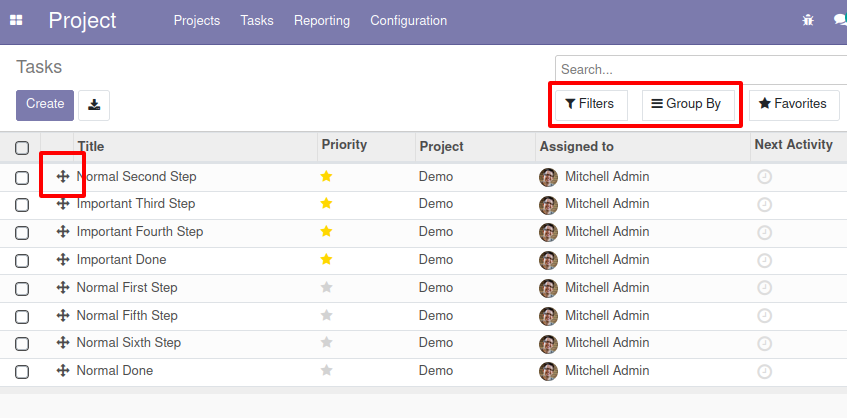 Project Projects Tasks Reporting Configuration
Tasks
Search...
Create Filters Group By Favorites
Title Priority Project Assigned to Next Activity
Normal Second Step Demo Mitchell Admin
Important Third Step Demo Mitchell Admin
Important Fourth Step Demo Mitchell Admin
Important Done Demo Mitchell Admin
Normal First Step Demo Mitchell Admin
Normal Fifth Step Demo Mitchell Admin
Normal Sixth Step Demo Mitchell Admin
Normal Done Demo Mitchell Admin